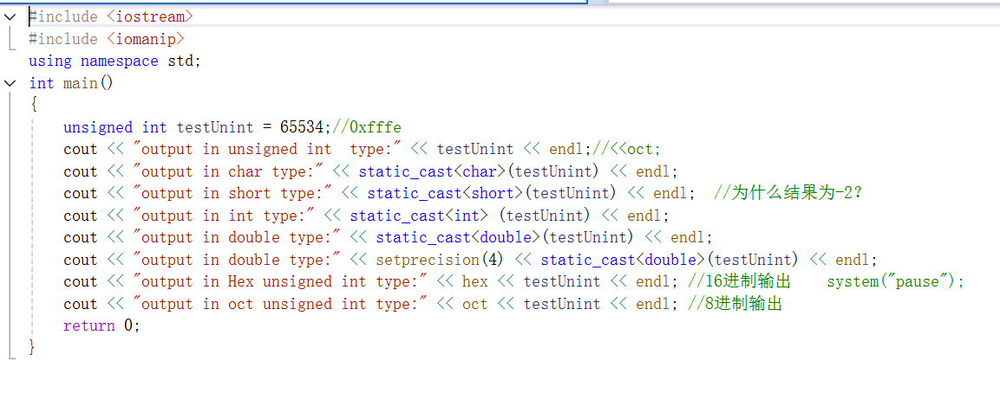 #include <iostream>
#include <iomanip>
using namespace std;
int main()
{
    unsigned int testUnint = 65534;//0xfffe
    cout << "output in unsigned int  type:" << testUnint << endl;//<<oct;
    cout << "output in char type:" << static_cast<char>(testUnint) << endl;
    cout << "output in short type:" << static_cast<short>(testUnint) << endl;  //为什么结果为-2?
    cout << "output in int type:" << static_cast<int> (testUnint) << endl;
    cout << "output in double type:" << static_cast<double>(testUnint) << endl;
    cout << "output in double type:" << setprecision(4) << static_cast<double>(testUnint) << endl;
    cout << "output in Hex unsigned int type:" << hex << testUnint << endl; //16进制输出    system("pause");
    cout << "output in oct unsigned int type:" << oct << testUnint << endl; //8进制输出
    return 0;
}